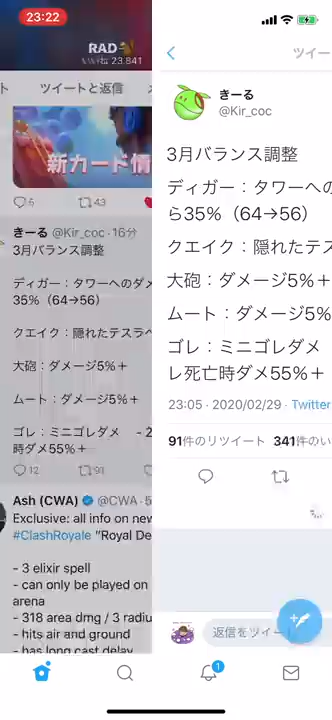 23:22
RAD
いいね 23.841
ト ツイートと返信
新カード情
5 43
きーる @Kir_coc・16分
3月バランス調整
ディガー：タワーへのダメ
35%（64→56）
クエイク：隠れたテスラへ
大砲：ダメージ5%＋
ムート：ダメージ5%＋
ゴレ：ミニゴレダメ －2
時ダメ55%＋
12 93
Ash (CWA) @CWA・5
Exclusive: all info on new
#ClashRoyale "Royal De
- 3 elixir spell
- can only be played on
arena
- 318 area dmg / 3 radiu
- hits air and ground
- has long cast delay
ツイー
きーる
@Kir_coc
3月バランス調整
ディガー：タワーへの
ら35%（64→56）
クエイク：隠れたテス
大砲：ダメージ5%＋
ムート：ダメージ5%
ゴレ：ミニゴレダメ
レ死亡時ダメ55%＋
23:05・2020/02/29・Twitter
91件のリツイート 341件のい
返信をツイート
1